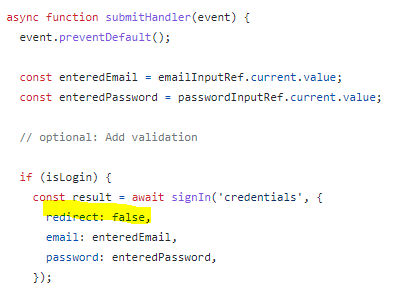 async function submitHandler(event) {
event.preventDefault();
const enteredEmail = emailInputRef.current.value;
const enteredPassword = passwordInputRef.current.value;
// optional: Add validation
if (isLogin) {
const result = await signIn('credentials', {
redirect: false,
email: enteredEmail,
password: enteredPassword,
});